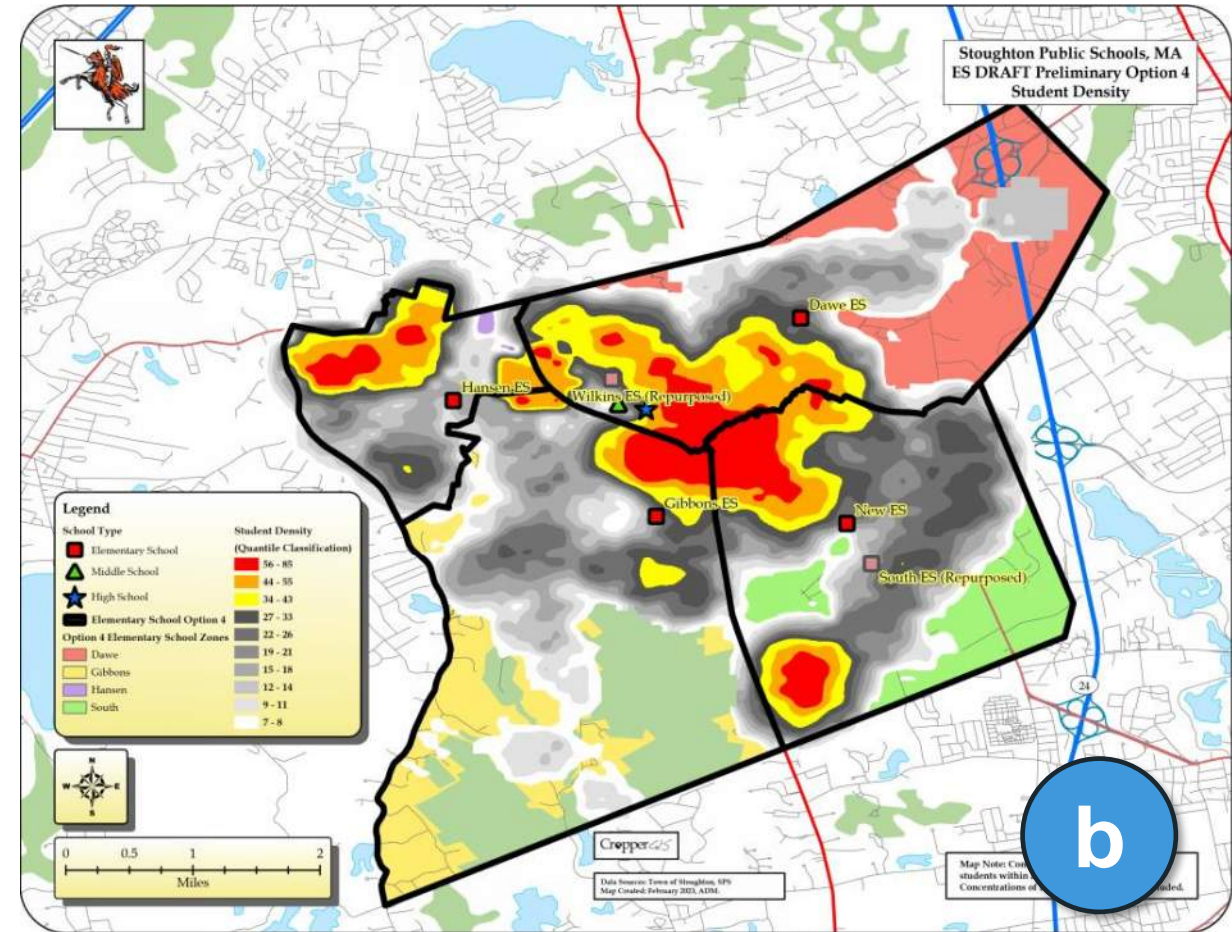 Stoughton Public Schools, MA
ES DRAFT Preliminary Option 4
Student Density
Dawe ES
Hansen ES
Wilkins ES (Repurposed)
Gibbons ES
New ES
South ES (Repurposed)
24
Legend
School Type
Elementary School
Middle School
High School
Elementary School Option 4
Option 4 Elementary School Zones
Dawe
Gibbons
Hansen
South
Student Density
(Quantile Classification)
56 - 85
44 - 55
34 - 43
27 - 33
22 - 26
19 - 21
15 - 18
12 - 14
9 - 11
7 - 8
N
W E
S
0 0.5 1 2
Miles
CropperGIS
Data Sources: Town of Stoughton, SPS
Map Created: February 2023, ADM.
Map Note:
students within
Concentrations of
b